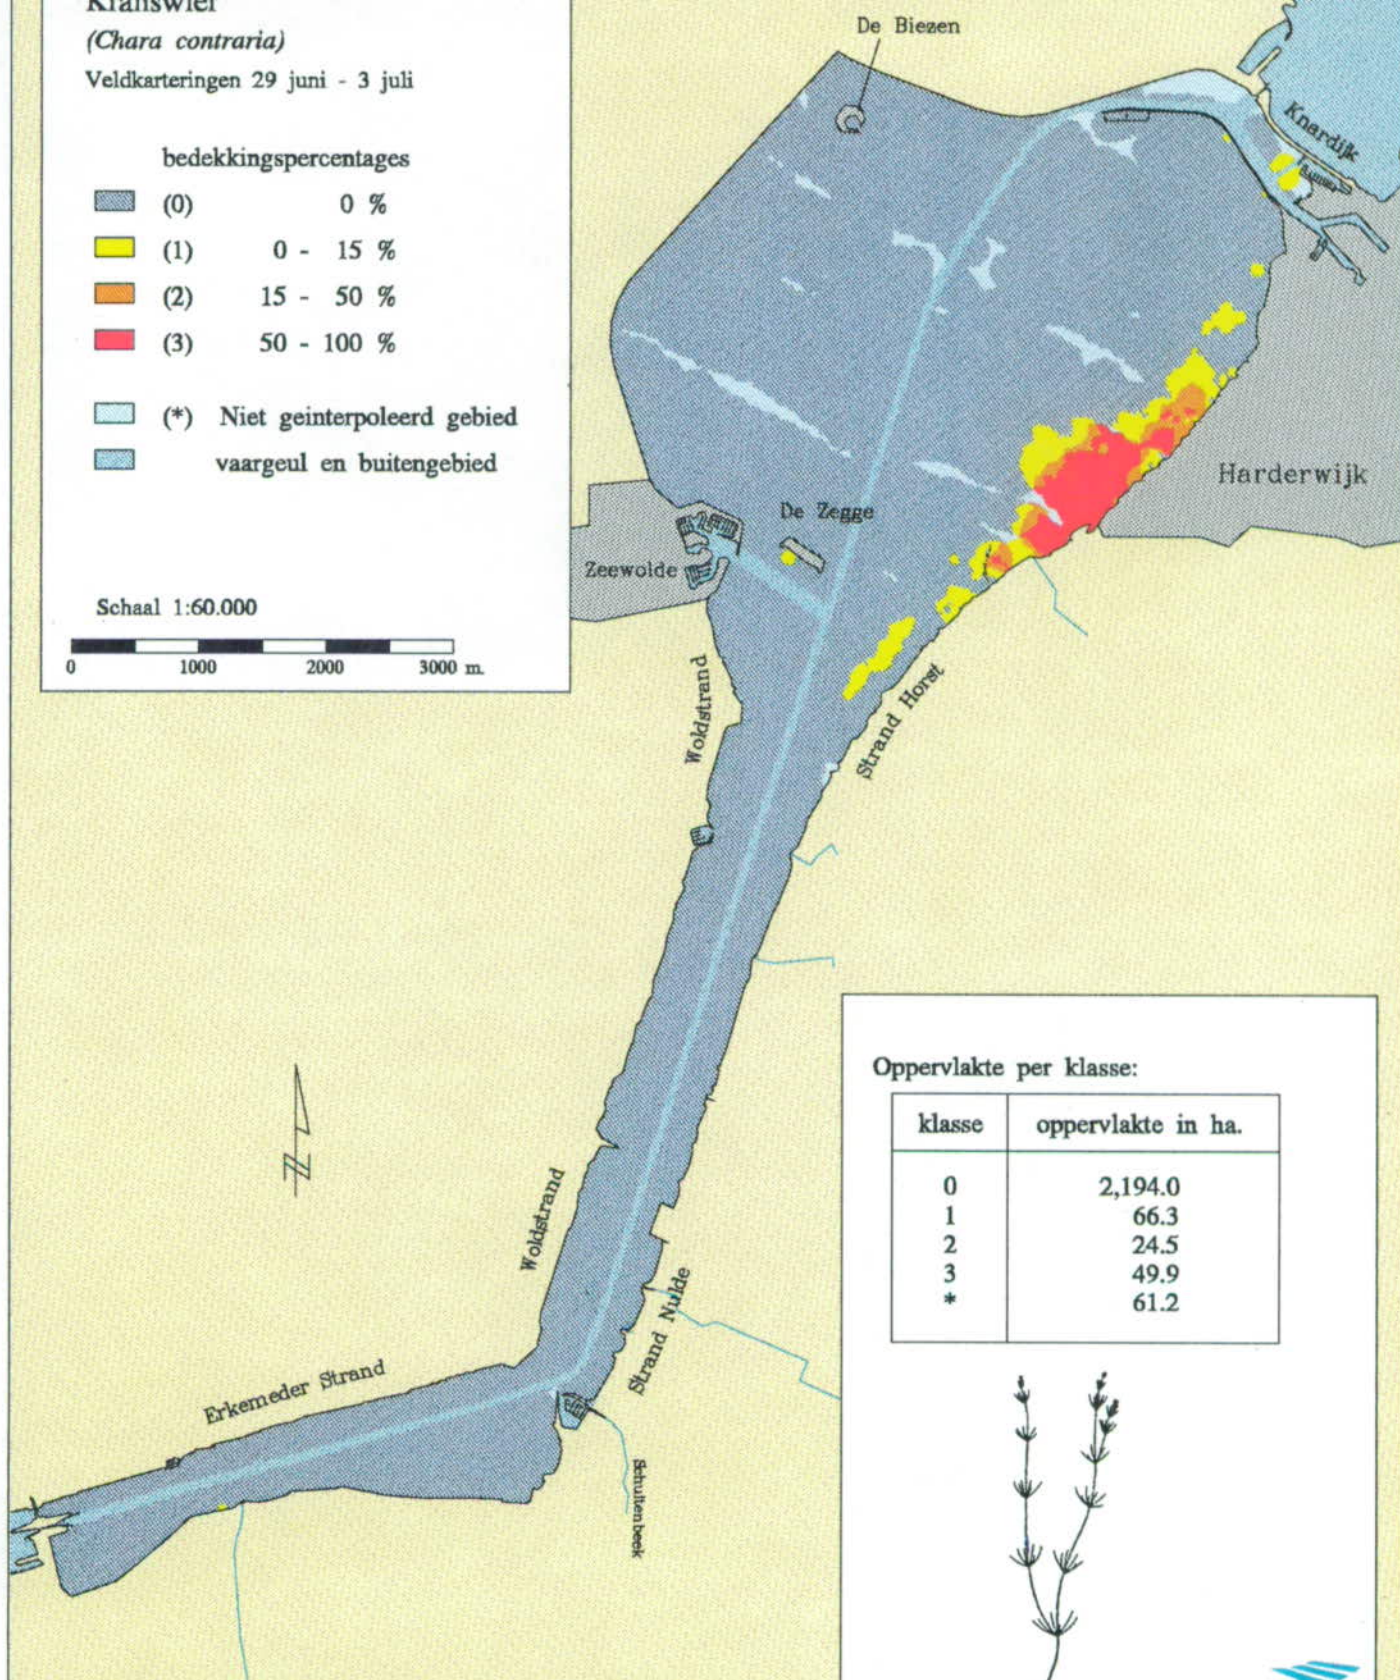 Kranswier
(Chara contraria)
Veldkarteringen 29 juni - 3 juli
bedekkingspercentages
(0) 0 %
(1) 0 - 15 %
(2) 15 - 50 %
(3) 50 - 100 %
(*) Niet geinterpoleerd gebied
vaargeul en buitengebied
Schaal 1:60.000
0 1000 2000 3000 m.
De Biezen
Knardijk
Harderwijk
De Zegge
Zeewolde
Woldstrand
Strand Horst
Woldstrand
Strand Nulde
Erkemeder Strand
Schuitenbeek
N
Oppervlakte per klasse:
klasse oppervlakte in ha.
0 2,194.0
1 66.3
2 24.5
3 49.9
* 61.2